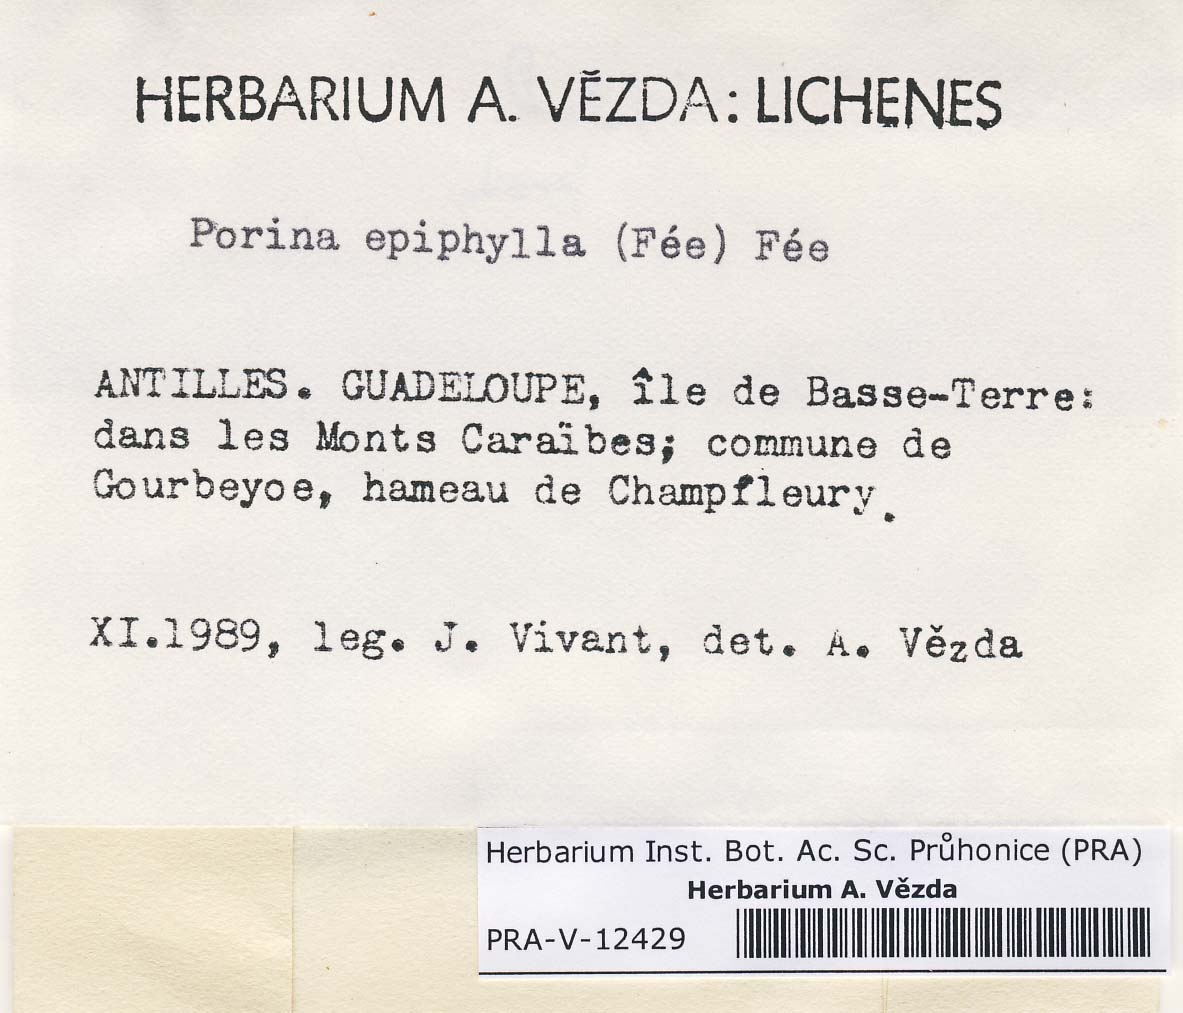 HERBARIUM A. VĚZDA: LICHENES
Porina epiphylla (Fée) Fée
ANTILLES. GUADELOUPE, île de Basse-Terre:
dans les Monts Caraïbes; commune de
Gourbeyoe, hameau de Champfleury.
XI.1989, leg. J. Vivant, det. A. Vězda
Herbarium Inst. Bot. Ac. Sc. Průhonice (PRA)
Herbarium A. Vězda
PRA-V-12429